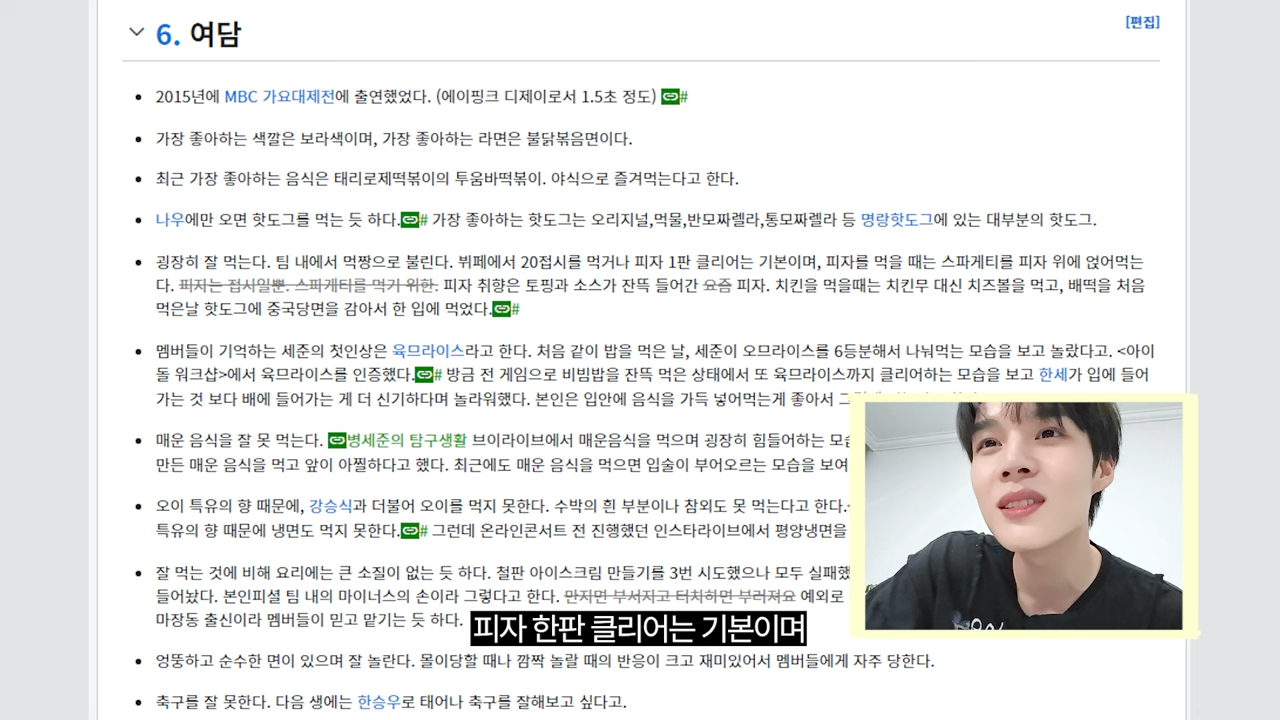 6. 여담
[편집]
2015년에 MBC 가요대제전에 출연했었다. (에이핑크 디제이로서 1.5초 정도) #
가장 좋아하는 색깔은 보라색이며, 가장 좋아하는 라면은 불닭볶음면이다.
최근 가장 좋아하는 음식은 태리로제떡볶이의 투움바떡볶이. 야식으로 즐겨먹는다고 한다.
나우에만 오면 핫도그를 먹는 듯 하다.# 가장 좋아하는 핫도그는 오리지널,먹물,반모짜렐라,통모짜렐라 등 명랑핫도그에 있는 대부분의 핫도그.
굉장히 잘 먹는다. 팀 내에서 먹짱으로 불린다. 뷔페에서 20접시를 먹거나 피자 1판 클리어는 기본이며, 피자를 먹을 때는 스파게티를 피자 위에 얹어먹는
다. 피자는 접시일뿐. 스파게티를 먹기 위한. 피자 취향은 토핑과 소스가 잔뜩 들어간 요즘 피자. 치킨을 먹을때는 치킨무 대신 치즈볼을 먹고, 배떡을 처음
먹은날 핫도그에 중국당면을 감아서 한 입에 먹었다.#
멤버들이 기억하는 세준의 첫인상은 육므라이스라고 한다. 처음 같이 밥을 먹은 날, 세준이 오므라이스를 6등분해서 나눠먹는 모습을 보고 놀랐다고. <아이
돌 워크샵>에서 육므라이스를 인증했다.# 방금 전 게임으로 비빔밥을 잔뜩 먹은 상태에서 또 육므라이스까지 클리어하는 모습을 보고 한세가 입에 들어
가는 것 보다 배에 들어가는 게 더 신기하다며 놀라워했다. 본인은 입안에 음식을 가득 넣어먹는게 좋아서
매운 음식을 잘 못 먹는다. 병세준의 탐구생활 브이라이브에서 매운음식을 먹으며 굉장히 힘들어하는
만든 매운 음식을 먹고 앞이 아찔하다고 했다. 최근에도 매운 음식을 먹으면 입술이 부어오르는 모습을 보여
오이 특유의 향 때문에, 강승식과 더불어 오이를 먹지 못한다. 수박의 흰 부분이나 참외도 못 먹는다고 한다.
특유의 향 때문에 냉면도 먹지 못한다.# 그런데 온라인콘서트 전 진행했던 인스타라이브에서 평양냉면을
잘 먹는 것에 비해 요리에는 큰 소질이 없는 듯 하다. 철판 아이스크림 만들기를 3번 시도했으나 모두 실패했
들어놨다. 본인피셜 팀 내의 마이너스의 손이라 그렇다고 한다. 만지면 부서지고 터치하면 부러져요 예외로
마장동 출신이라 멤버들이 믿고 맡기는 듯 하다.
피자 한판 클리어는 기본이며
엉뚱하고 순수한 면이 있으며 잘 놀란다. 몰이당할 때나 깜짝 놀랄 때의 반응이 크고 재미있어서 멤버들에게 자주 당한다.
축구를 잘 못한다. 다음 생에는 한승우로 태어나 축구를 잘해보고 싶다고.